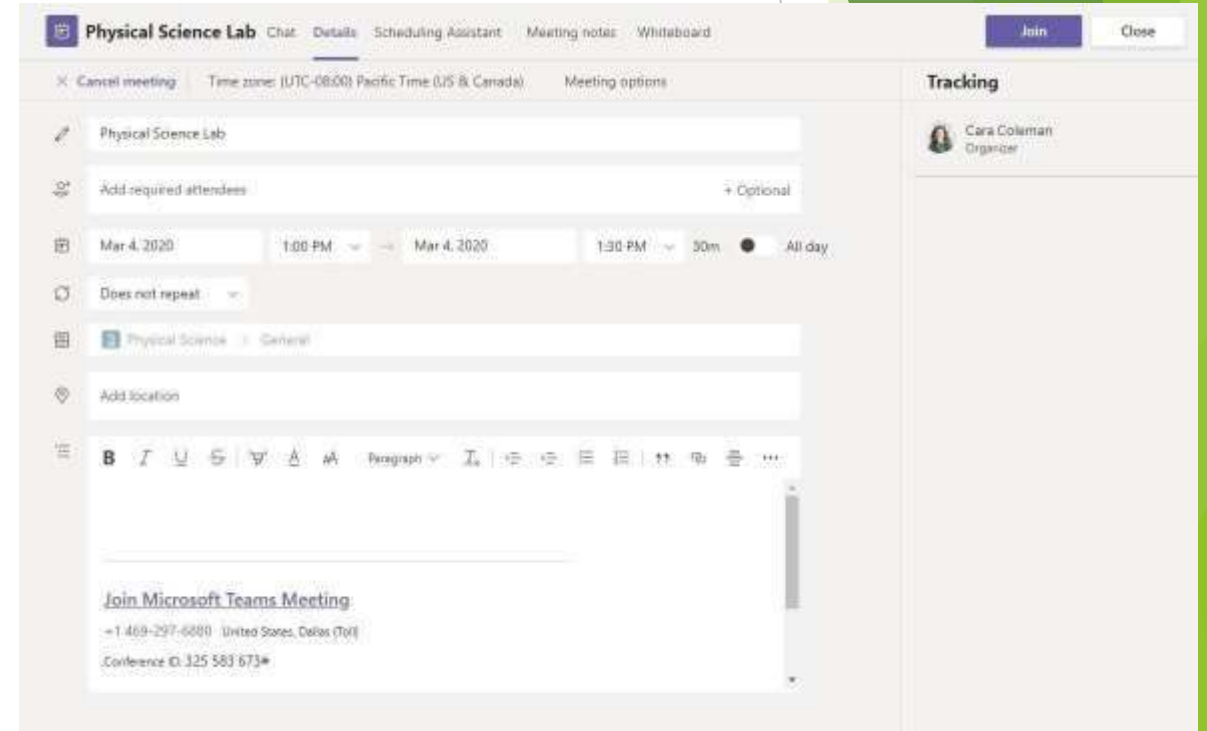 Physical Science Lab Chat Details Scheduling Assistant Meeting notes Whiteboard Join Close
Cancel meeting Time zone: (UTC-08:00) Pacific Time (US & Canada) Meeting options
Tracking
Physical Science Lab
Cara Coleman
Organizer
Add required attendees + Optional
Mar 4, 2020 1:00 PM → Mar 4, 2020 1:30 PM 30m All day
Does not repeat
Physical Science > General
Add location
B I U S A AA Paragraph
Join Microsoft Teams Meeting
+1 469-297-6880 United States, Dallas (Toll)
Conference ID: 325 583 673#